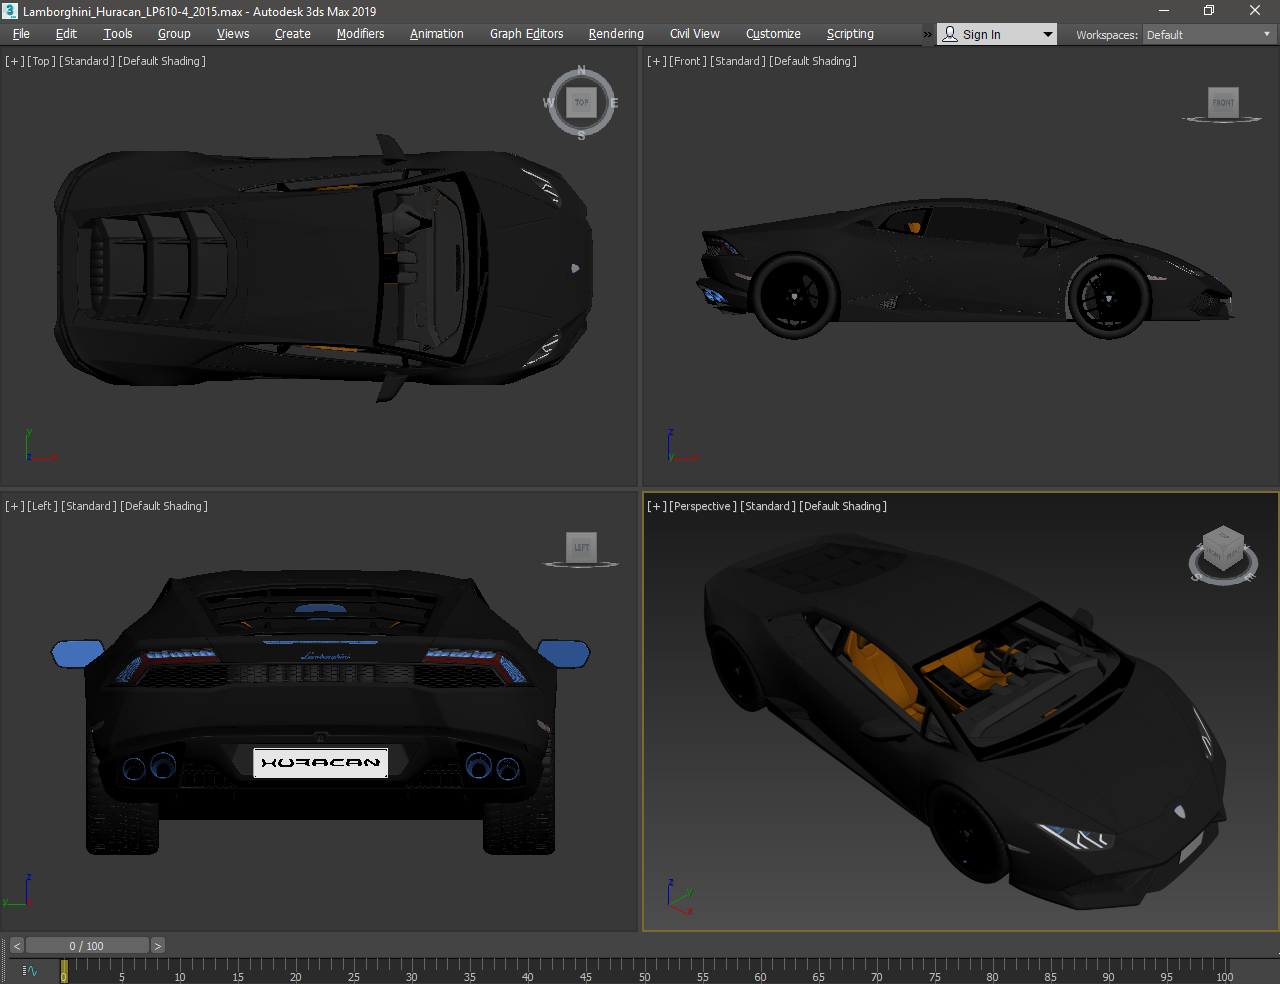 Lamborghini_Huracan_LP610-4_2015.max - Autodesk 3ds Max 2019
File Edit Tools Group Views Create Modifiers Animation Graph Editors Rendering Civil View Customize Scripting » Sign In Workspaces: Default
[+] [Top] [Standard] [Default Shading]
N
W TOP E
S
y
z x
[+] [Front] [Standard] [Default Shading]
FRONT
z
y x
[+] [Left] [Standard] [Default Shading]
LEFT
Lamborghini
HURACAN
z
y x
[+] [Perspective] [Standard] [Default Shading]
TOP
FRONT
S E
z
y
x
< 0 / 100 >
0 5 10 15 20 25 30 35 40 45 50 55 60 65 70 75 80 85 90 95 100